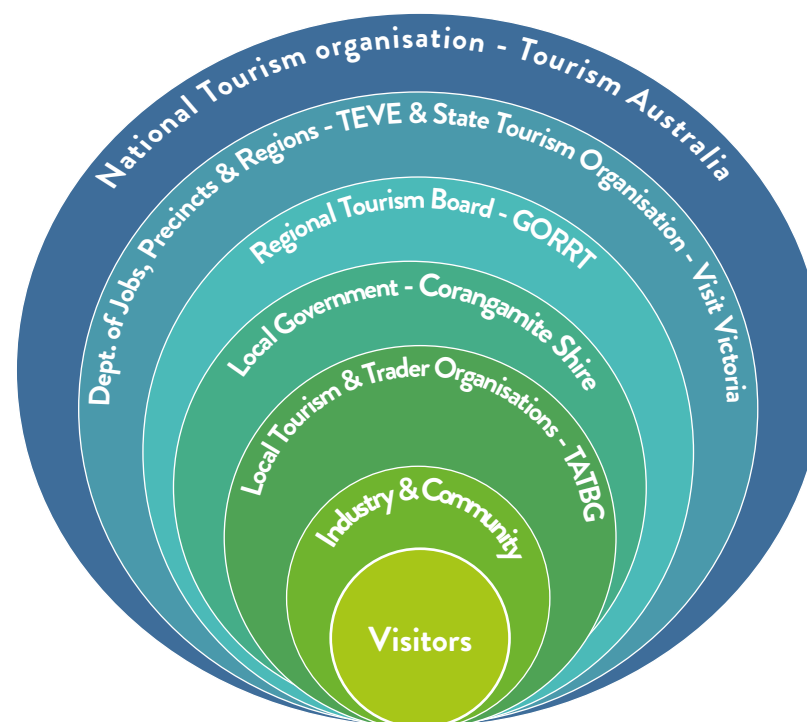 National Tourism organisation - Tourism Australia
Dept. of Jobs, Precincts & Regions - TEVE & State Tourism Organisation - Visit Victoria
Regional Tourism Board - GORRT
Local Government - Corangamite Shire
Local Tourism & Trader Organisations - TATBG
Industry & Community
Visitors